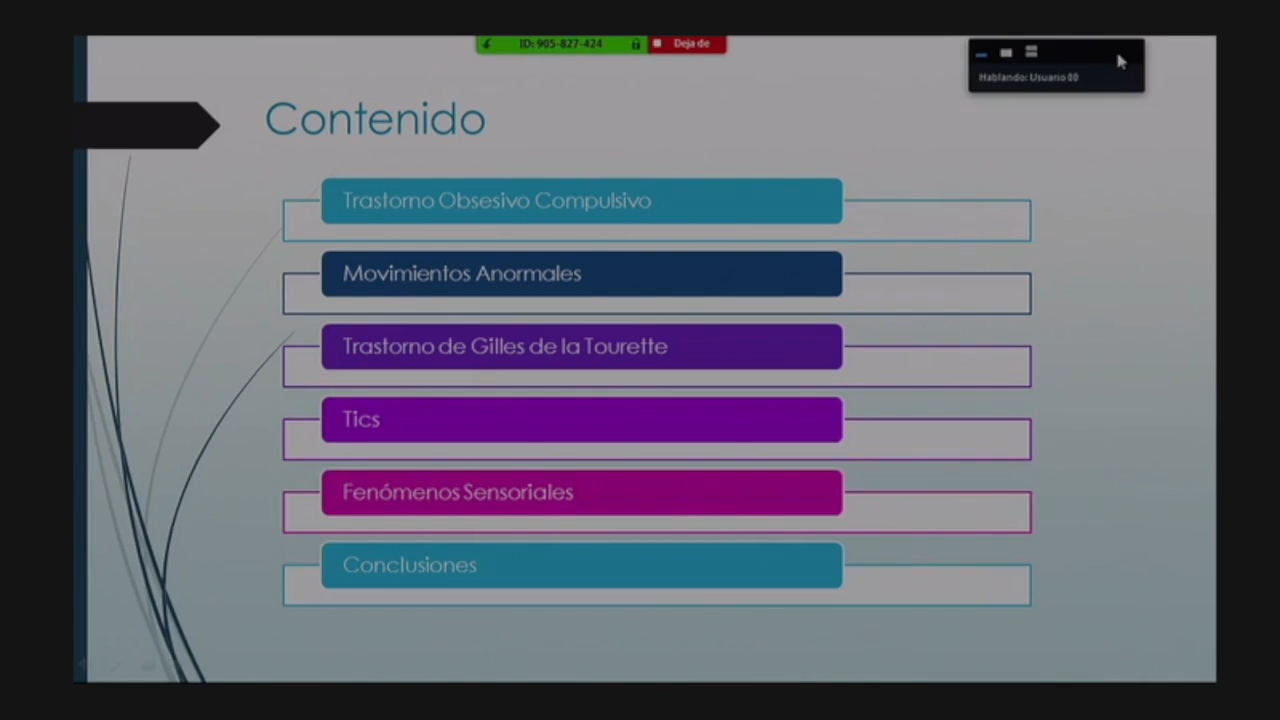 ID: 905-827-424
Deja de
Hablando: Usuario 00
Contenido
Trastorno Obsesivo Compulsivo
Movimientos Anormales
Trastorno de Gilles de la Tourette
Tics
Fenómenos Sensoriales
Conclusiones